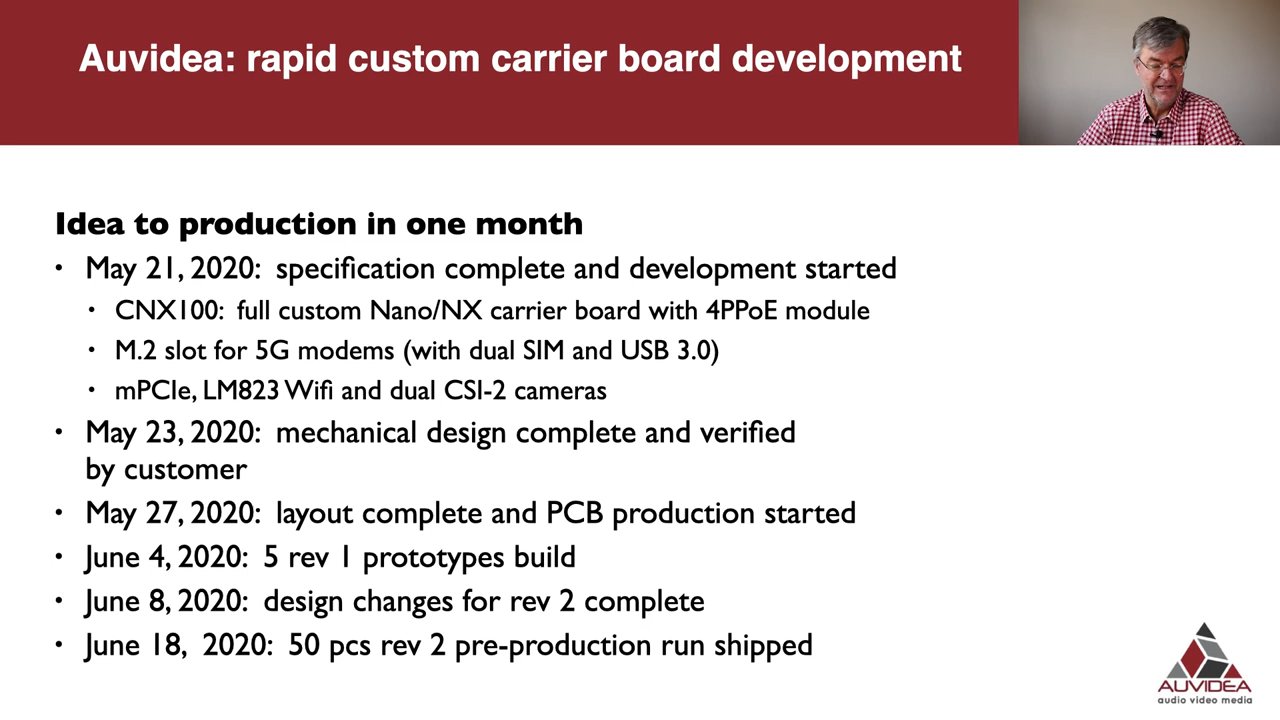 Auvidea: rapid custom carrier board development
Idea to production in one month
• May 21, 2020: specification complete and development started
• CNX100: full custom Nano/NX carrier board with 4PPoE module
• M.2 slot for 5G modems (with dual SIM and USB 3.0)
• mPCIe, LM823 Wifi and dual CSI-2 cameras
• May 23, 2020: mechanical design complete and verified
by customer
• May 27, 2020: layout complete and PCB production started
• June 4, 2020: 5 rev 1 prototypes build
• June 8, 2020: design changes for rev 2 complete
• June 18, 2020: 50 pcs rev 2 pre-production run shipped
AUVIDEA
audio video media